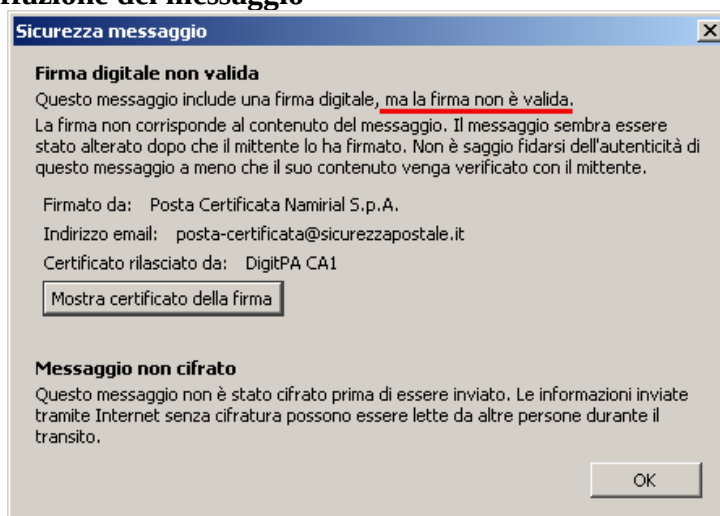 razione del messaggio
Sicurezza messaggio
Firma digitale non valida
Questo messaggio include una firma digitale, ma la firma non è valida.
La firma non corrisponde al contenuto del messaggio. Il messaggio sembra essere
stato alterato dopo che il mittente lo ha firmato. Non è saggio fidarsi dell'autenticità di
questo messaggio a meno che il suo contenuto venga verificato con il mittente.
Firmato da: Posta Certificata Namirial S.p.A.
Indirizzo email: posta-certificata@sicurezzapostale.it
Certificato rilasciato da: DigitPA CA1
Mostra certificato della firma
Messaggio non cifrato
Questo messaggio non è stato cifrato prima di essere inviato. Le informazioni inviate
tramite Internet senza cifratura possono essere lette da altre persone durante il
transito.
OK